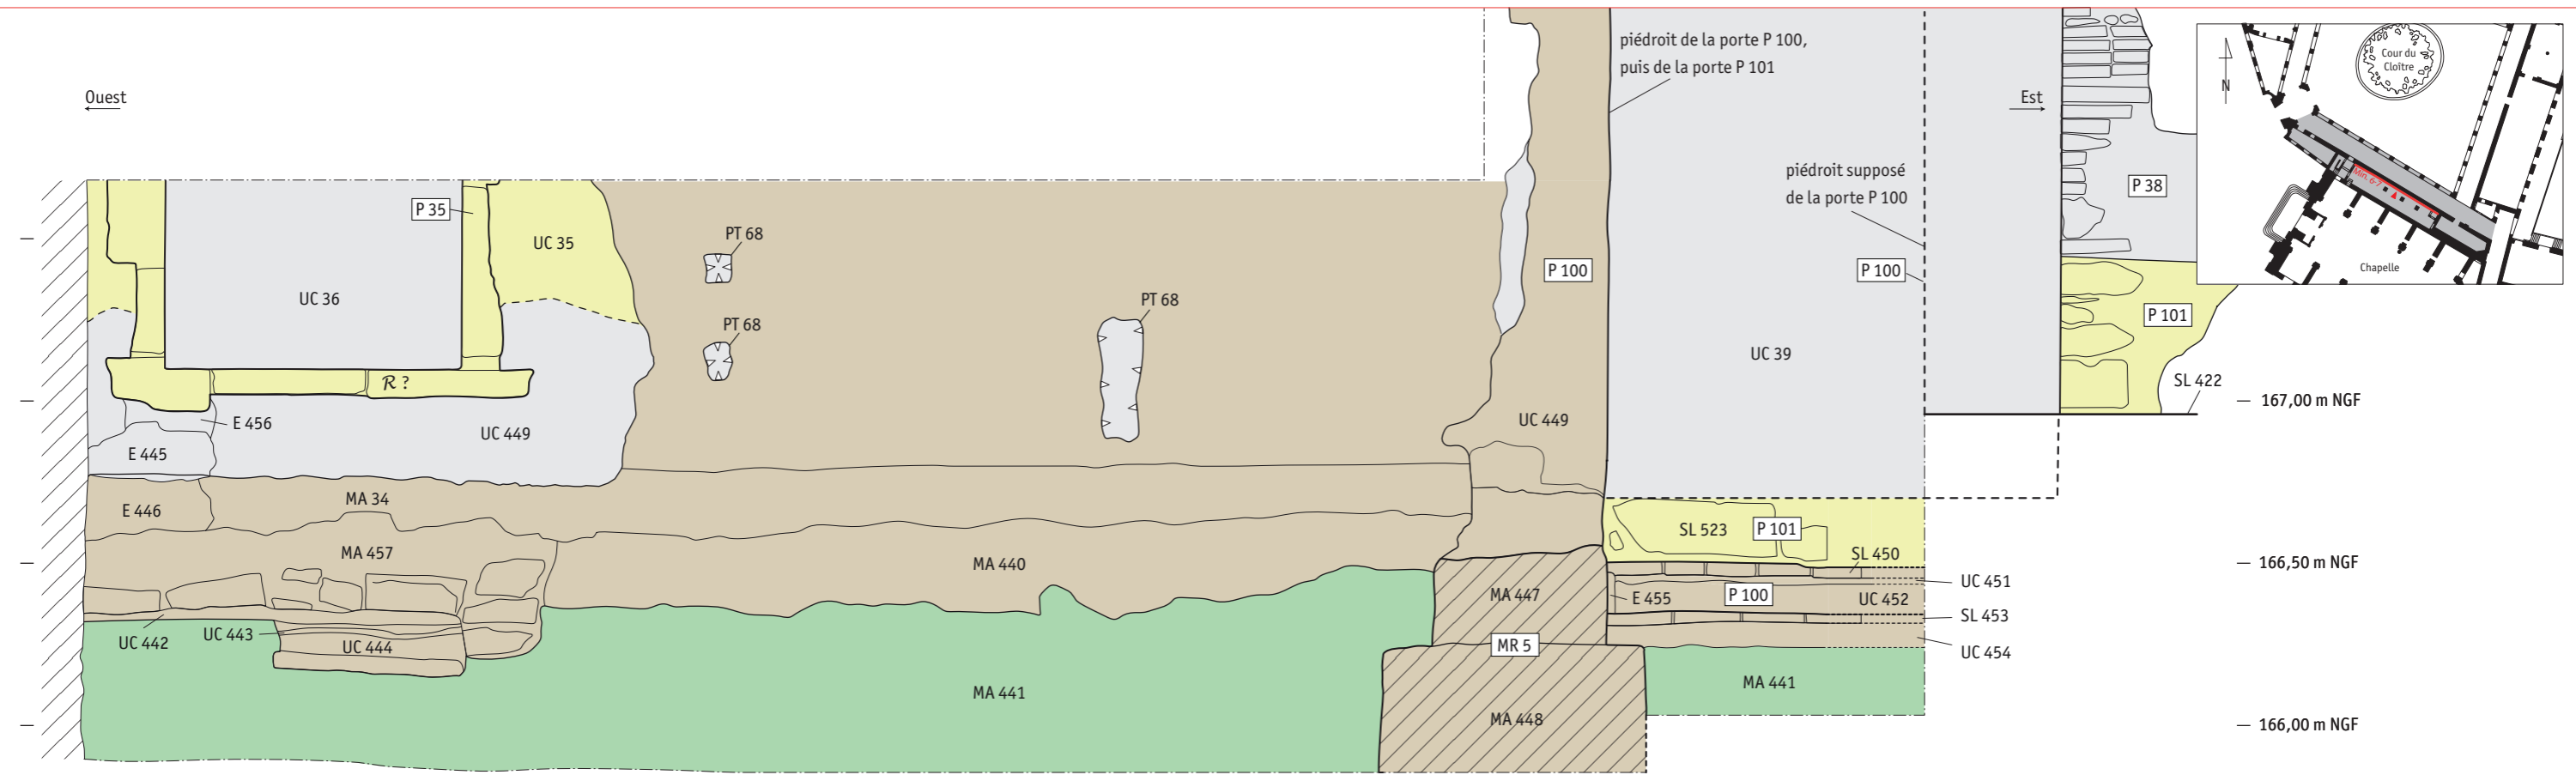 piédroit de la porte P 100,
puis de la porte P 101
Cour du
Cloître
Ouest
Est
N
piédroit supposé
de la porte P 100
P 38
Min. 6-7
P 35
PT 68
UC 35
P 100
P 100
Chapelle
UC 36
PT 68
P 101
PT 68
UC 39
R ?
SL 422
167,00 m NGF
E 456
UC 449
UC 449
E 445
MA 34
E 446
SL 523
P 101
MA 457
SL 450
MA 440
166,50 m NGF
UC 451
MA 447
E 455
P 100
UC 452
SL 453
UC 442
UC 443
UC 444
MR 5
UC 454
MA 441
MA 441
MA 448
166,00 m NGF